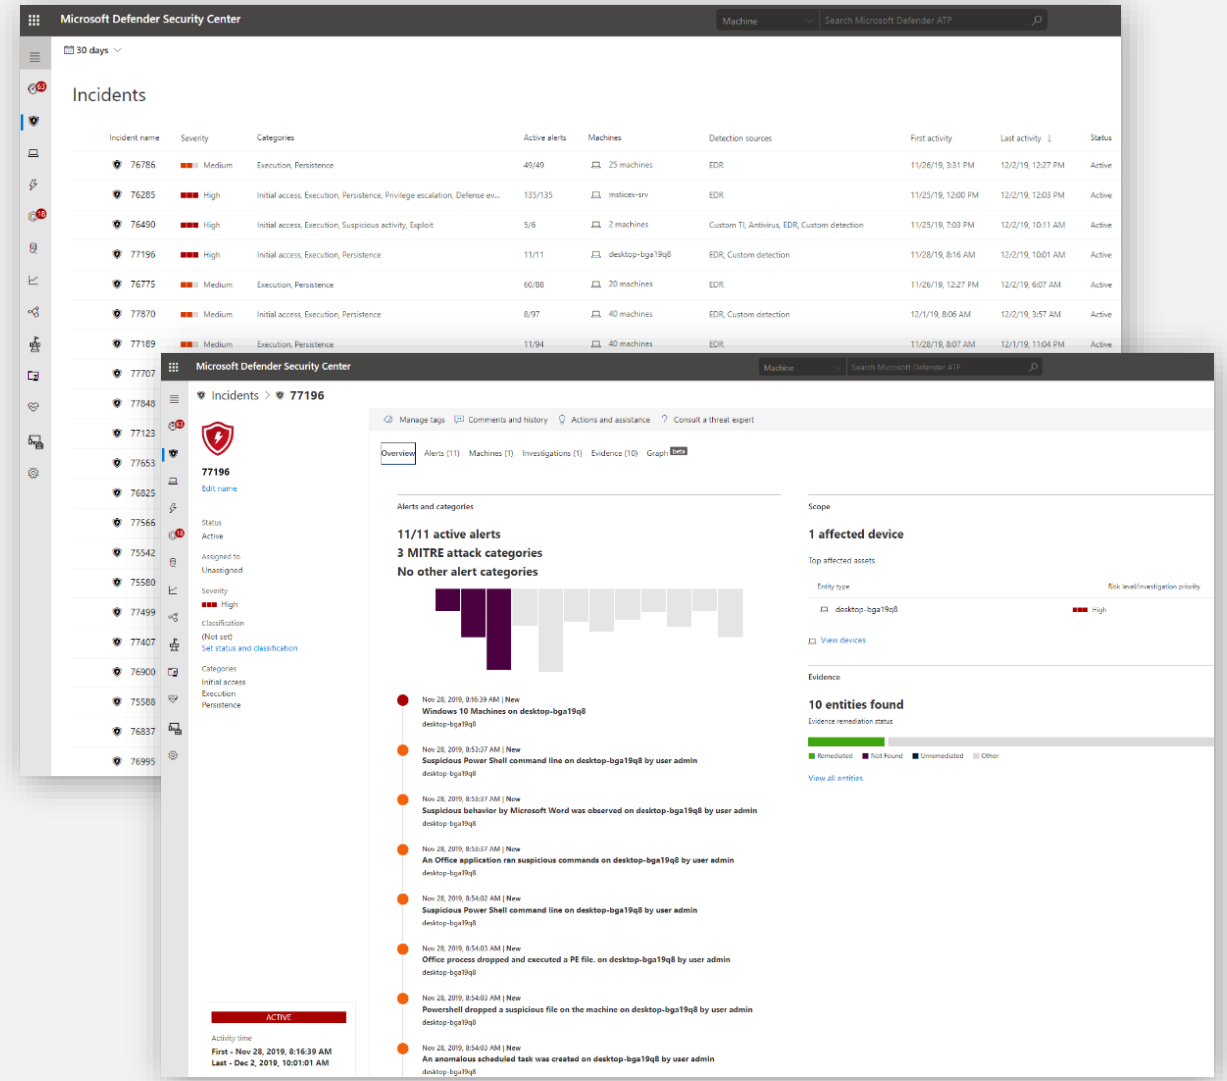 Microsoft Defender Security Center
Machine
Search Microsoft Defender ATP
30 days
63
Incidents
Incident name Severity Categories Active alerts Machines Detection sources First activity Last activity ↓ Status
76786 Medium Execution, Persistence 49/49 25 machines EDR 11/26/19, 3:31 PM 12/2/19, 12:27 PM Active
76285 High Initial access, Execution, Persistence, Privilege escalation, Defense ev... 135/135 msticex-srv EDR 11/25/19, 12:00 PM 12/2/19, 12:03 PM Active
76490 High Initial access, Execution, Suspicious activity, Exploit 5/6 2 machines Custom TI, Antivirus, EDR, Custom detection 11/25/19, 7:03 PM 12/2/19, 10:11 AM Active
18
77196 High Initial access, Execution, Persistence 11/11 desktop-bga19q8 EDR, Custom detection 11/28/19, 8:16 AM 12/2/19, 10:01 AM Active
76775 Medium Execution, Persistence 60/88 20 machines EDR 11/26/19, 12:27 PM 12/2/19, 6:07 AM Active
77870 Medium Initial access, Execution, Persistence 8/97 40 machines EDR, Custom detection 12/1/19, 8:06 AM 12/2/19, 3:57 AM Active
77189 Medium Execution, Persistence 11/94 40 machines EDR 11/28/19, 8:07 AM 12/1/19, 11:04 PM Active
77707
77848
77123
77653
76825
77566
75542
75580
77499
77407
76900
75588
76837
76995
Microsoft Defender Security Center
Machine
Search Microsoft Defender ATP
Incidents > 77196
63
18
77196
Edit name
Status
Active
Assigned to
Unassigned
Severity
High
Classification
(Not set)
Set status and classification
Categories
Initial access
Execution
Persistence
ACTIVE
Activity time
First - Nov 28, 2019, 8:16:39 AM
Last - Dec 2, 2019, 10:01:01 AM
Manage tags Comments and history Actions and assistance ? Consult a threat expert
Overview Alerts (11) Machines (1) Investigations (1) Evidence (10) Graph beta
Alerts and categories
11/11 active alerts
3 MITRE attack categories
No other alert categories
Nov 28, 2019, 8:16:39 AM | New
Windows 10 Machines on desktop-bga19q8
desktop-bga19q8
Nov 28, 2019, 8:53:37 AM | New
Suspicious Power Shell command line on desktop-bga19q8 by user admin
desktop-bga19q8
Nov 28, 2019, 8:53:37 AM | New
Suspicious behavior by Microsoft Word was observed on desktop-bga19q8 by user admin
desktop-bga19q8
Nov 28, 2019, 8:53:37 AM | New
An Office application ran suspicious commands on desktop-bga19q8 by user admin
desktop-bga19q8
Nov 28, 2019, 8:54:02 AM | New
Suspicious Power Shell command line on desktop-bga19q8 by user admin
desktop-bga19q8
Nov 28, 2019, 8:54:03 AM | New
Office process dropped and executed a PE file. on desktop-bga19q8 by user admin
desktop-bga19q8
Nov 28, 2019, 8:54:03 AM | New
Powershell dropped a suspicious file on the machine on desktop-bga19q8 by user admin
desktop-bga19q8
Nov 28, 2019, 8:54:03 AM | New
An anomalous scheduled task was created on desktop-bga19q8 by user admin
desktop-bga19q8
Scope
1 affected device
Top affected assets
Entity type Risk level/investigation priority
desktop-bga19q8 High
View devices
Evidence
10 entities found
Evidence remediation status
Remediated Not Found Unremediated Other
View all entities